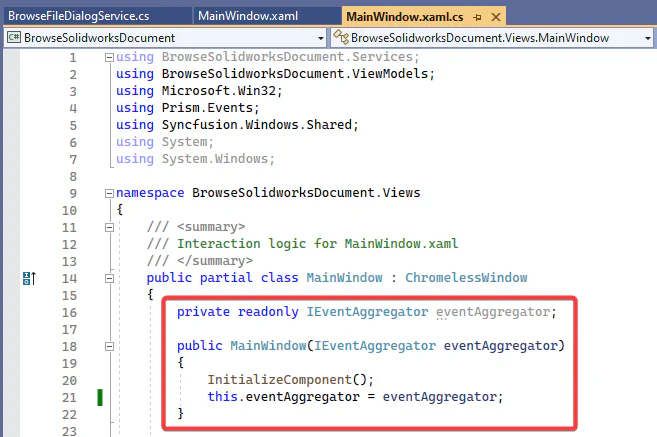 BrowseFileDialogService.cs MainWindow.xaml MainWindow.xaml.cs
BrowseSolidworksDocument BrowseSolidworksDocument.Views.MainWindow
1 using BrowseSolidworksDocument.Services;
2 using BrowseSolidworksDocument.ViewModels;
3 using Microsoft.Win32;
4 using Prism.Events;
5 using Syncfusion.Windows.Shared;
6 using System;
7 using System.Windows;
8
9 namespace BrowseSolidworksDocument.Views
10 {
11 /// <summary>
12 /// Interaction logic for MainWindow.xaml
13 /// </summary>
14 public partial class MainWindow : ChromelessWindow
15 {
16 private readonly IEventAggregator eventAggregator;
17
18 public MainWindow(IEventAggregator eventAggregator)
19 {
20 InitializeComponent();
21 this.eventAggregator = eventAggregator;
22 }
23